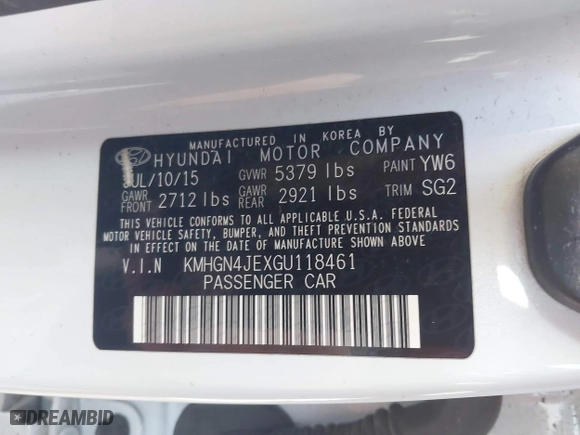 MANUFACTURED IN KOREA BY
HYUNDAI MOTOR COMPANY
JUL/10/15 GVWR 5379 lbs PAINT YW6
GAWR FRONT 2712 lbs GAWR REAR 2921 lbs TRIM SG2
THIS VEHICLE CONFORMS TO ALL APPLICABLE U.S.A. FEDERAL
MOTOR VEHICLE SAFETY, BUMPER, AND THEFT PREVENTION STANDARDS
IN EFFECT ON THE DATE OF MANUFACTURE SHOWN ABOVE.
V.I.N KMHGN4JEXGU118461
PASSENGER CAR
DREAMBID